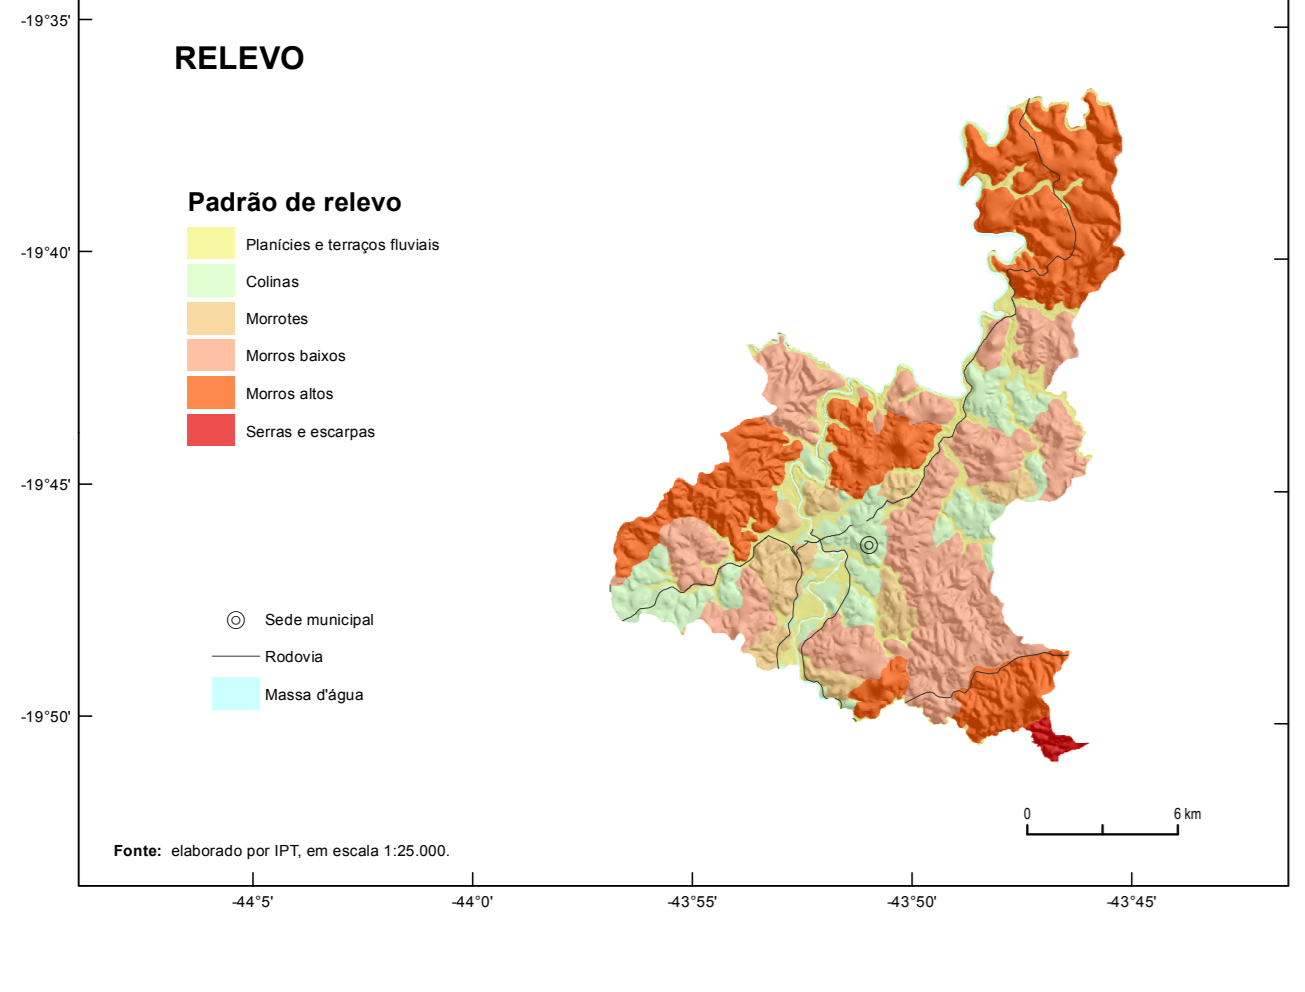 -19°35'
RELEVO
Padrão de relevo
Planícies e terraços fluviais
-19°40'
Colinas
Morrotes
Morros baixos
Morros altos
Serras e escarpas
-19°45'
Sede municipal
Rodovia
Massa d'água
-19°50'
0 6 km
Fonte: elaborado por IPT, em escala 1:25.000.
-44°5' -44°0' -43°55' -43°50' -43°45'